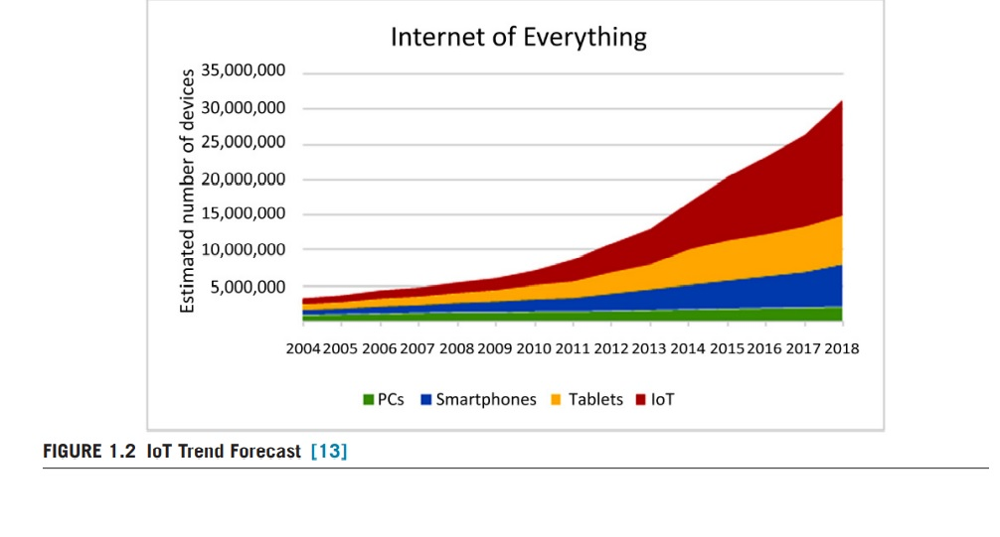 Internet of Everything
Estimated number of devices
35,000,000
30,000,000
25,000,000
20,000,000
15,000,000
10,000,000
5,000,000
2004 2005 2006 2007 2008 2009 2010 2011 2012 2013 2014 2015 2016 2017 2018
PCs Smartphones Tablets IoT
FIGURE 1.2 IoT Trend Forecast [13]